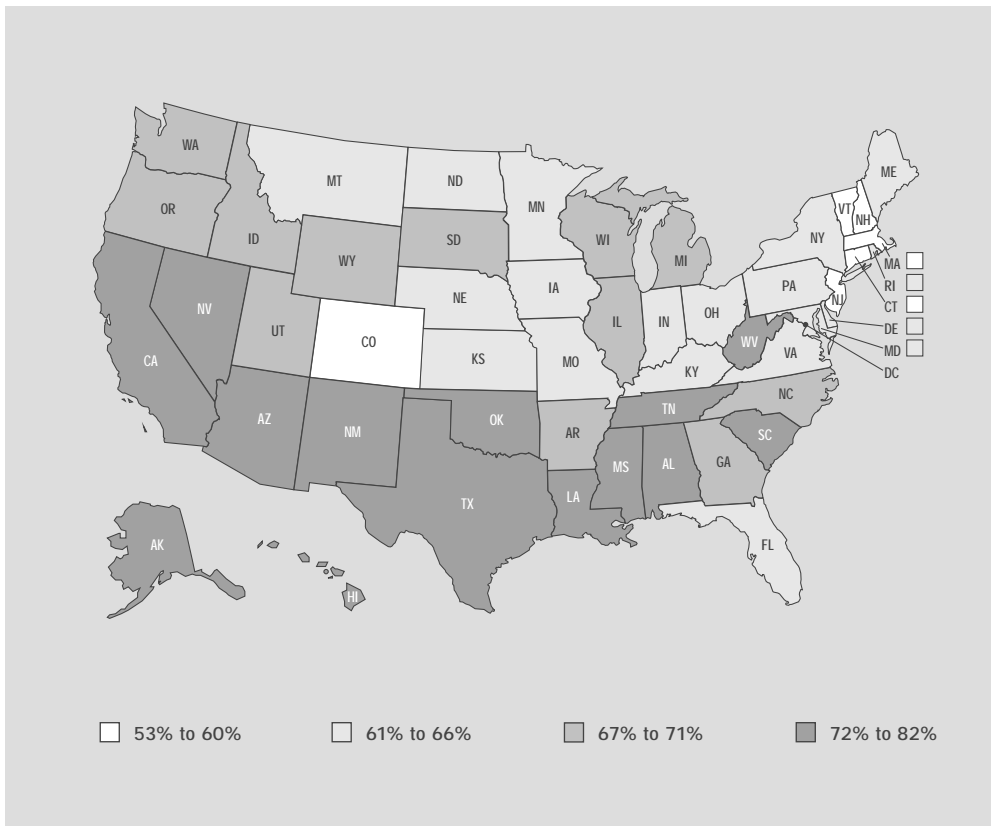 WA
OR
ID
MT
ND
MN
SD
WY
WI
MI
ME
VT
NH
NY
MA
RI
CT
NJ
DE
MD
DC
PA
NV
UT
CO
NE
IA
IL
IN
OH
CA
KS
MO
KY
WV
VA
AZ
NM
OK
AR
TN
NC
SC
TX
LA
MS
AL
GA
FL
AK
HI
53% to 60%
61% to 66%
67% to 71%
72% to 82%